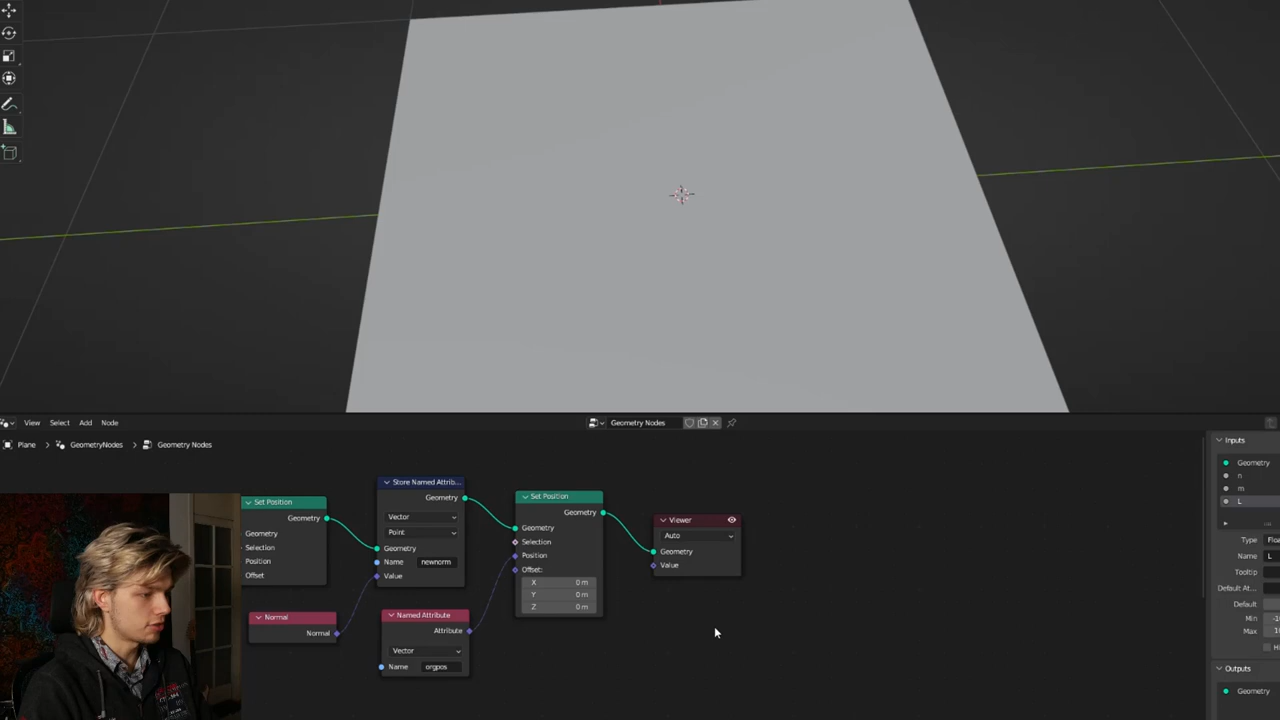 View Select Add Node
Geometry Nodes
Plane > GeometryNodes > Geometry Nodes
Set Position
Geometry
Geometry
Selection
Position
Offset
Normal
Normal
Store Named Attrib...
Geometry
Vector
Point
Geometry
Name newnorm
Value
Named Attribute
Attribute
Vector
Name orgpos
Set Position
Geometry
Geometry
Selection
Position
Offset:
X 0 m
Y 0 m
Z 0 m
Viewer
Auto
Geometry
Value
Inputs
Geometry
n
m
L
Type
Name L
Tooltip
Default
Min
Max
Outputs
Geometry